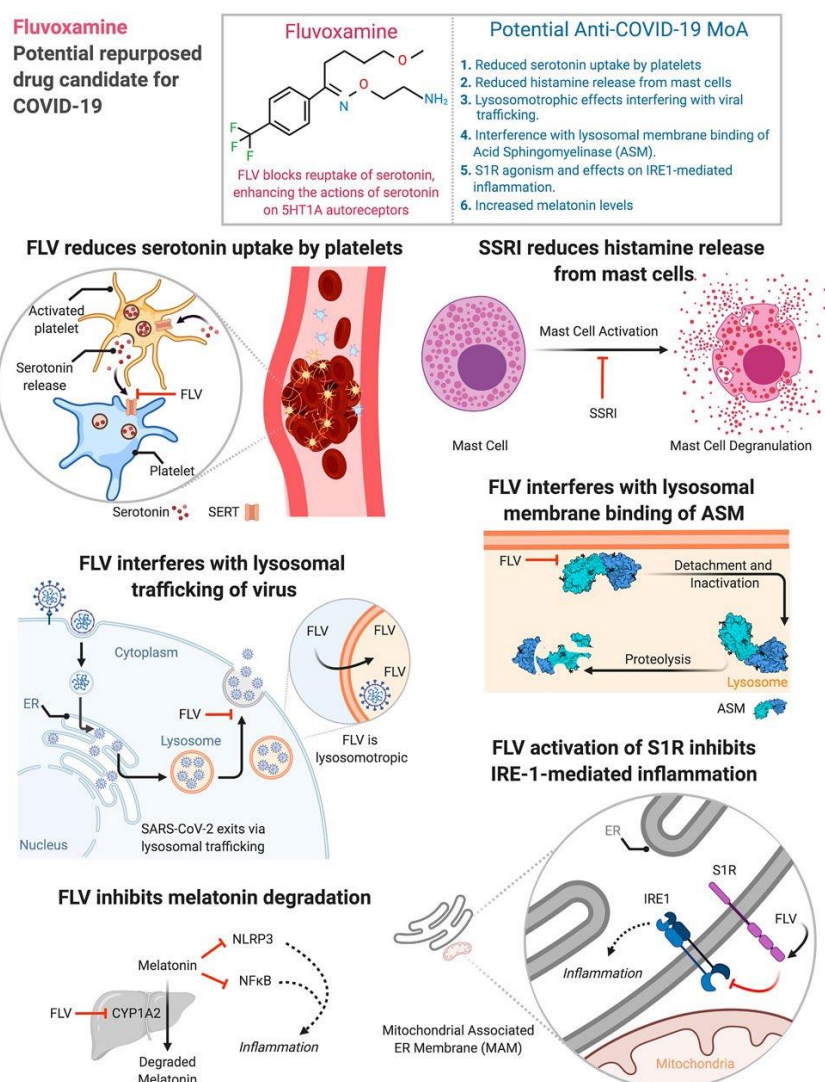 Fluvoxamine
Potential repurposed
drug candidate for
COVID-19
Fluvoxamine
O
O
N
NH₂
F
F
F
FLV blocks reuptake of serotonin,
enhancing the actions of serotonin
on 5HT1A autoreceptors
Potential Anti-COVID-19 MoA
1. Reduced serotonin uptake by platelets
2. Reduced histamine release from mast cells
3. Lysosomotrophic effects interfering with viral
trafficking.
4. Interference with lysosomal membrane binding of
Acid Sphingomyelinase (ASM).
5. S1R agonism and effects on IRE1-mediated
inflammation.
6. Increased melatonin levels
FLV reduces serotonin uptake by platelets
Activated
platelet
Serotonin
release
FLV
Platelet
Serotonin
SERT
SSRI reduces histamine release
from mast cells
Mast Cell Activation
SSRI
Mast Cell
Mast Cell Degranulation
FLV interferes with lysosomal
membrane binding of ASM
FLV
Detachment and
Inactivation
Proteolysis
Lysosome
ASM
FLV interferes with lysosomal
trafficking of virus
Cytoplasm
ER
FLV
Lysosome
FLV
FLV
FLV
FLV is
lysosomotropic
SARS-CoV-2 exits via
lysosomal trafficking
Nucleus
FLV activation of S1R inhibits
IRE-1-mediated inflammation
ER
S1R
IRE1
FLV
Inflammation
Mitochondrial Associated
ER Membrane (MAM)
Mitochondria
FLV inhibits melatonin degradation
NLRP3
Melatonin
NFκB
FLV
CYP1A2
Inflammation
Degraded
Melatonin